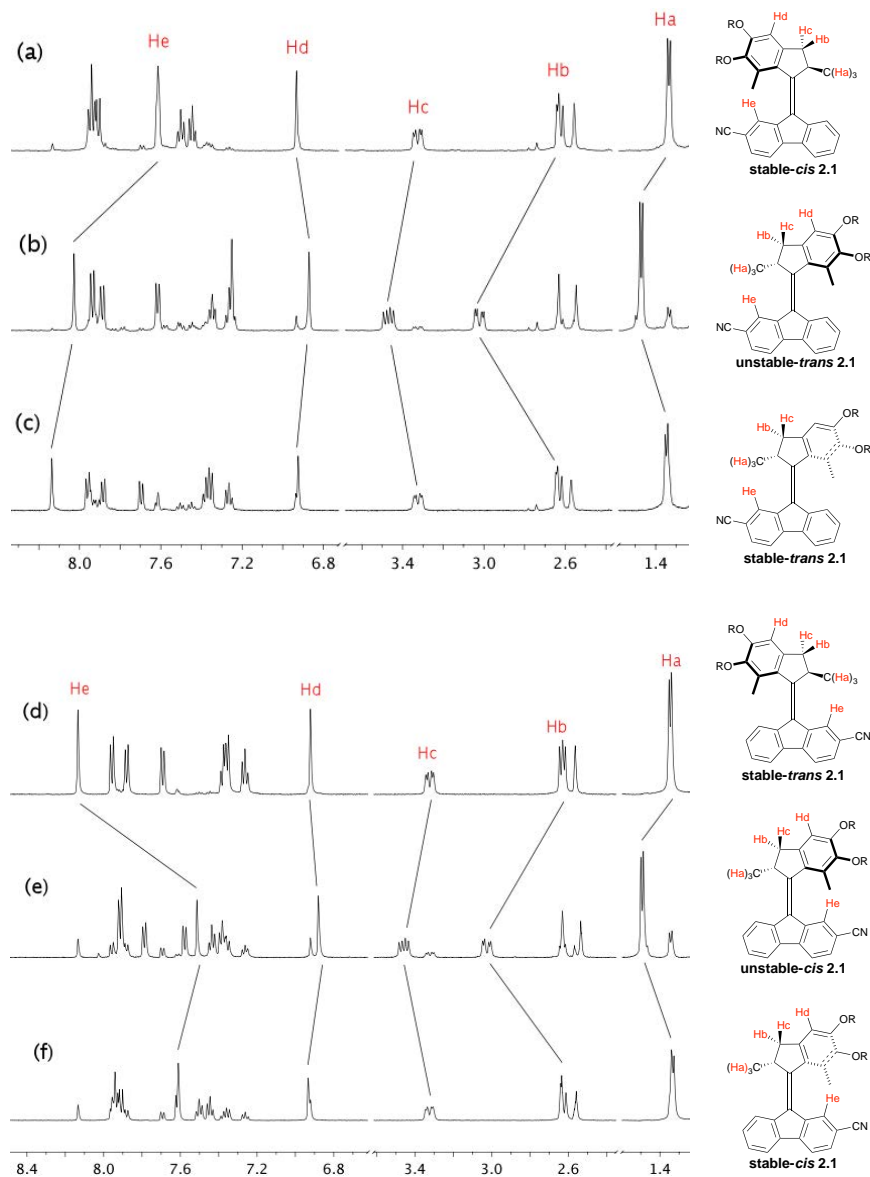 (a)
He
Hd
Hc
Hb
Ha
RO
Hd
Hc
Hb
RO
C(Ha)3
He
NC
stable-cis 2.1
(b)
Hd
Hb
Hc
OR
OR
(Ha)3C
He
NC
unstable-trans 2.1
(c)
OR
Hb
Hc
OR
(Ha)3C
He
NC
stable-trans 2.1
8.0 7.6 7.2 6.8 3.4 3.0 2.6 1.4
(d)
He
Hd
Hc
Hb
Ha
RO
Hd
Hc
Hb
RO
C(Ha)3
He
CN
stable-trans 2.1
(e)
Hd
Hb
Hc
OR
OR
(Ha)3C
He
CN
unstable-cis 2.1
(f)
Hd
Hb
Hc
OR
OR
(Ha)3C
He
CN
stable-cis 2.1
8.4 8.0 7.6 7.2 6.8 3.4 3.0 2.6 1.4